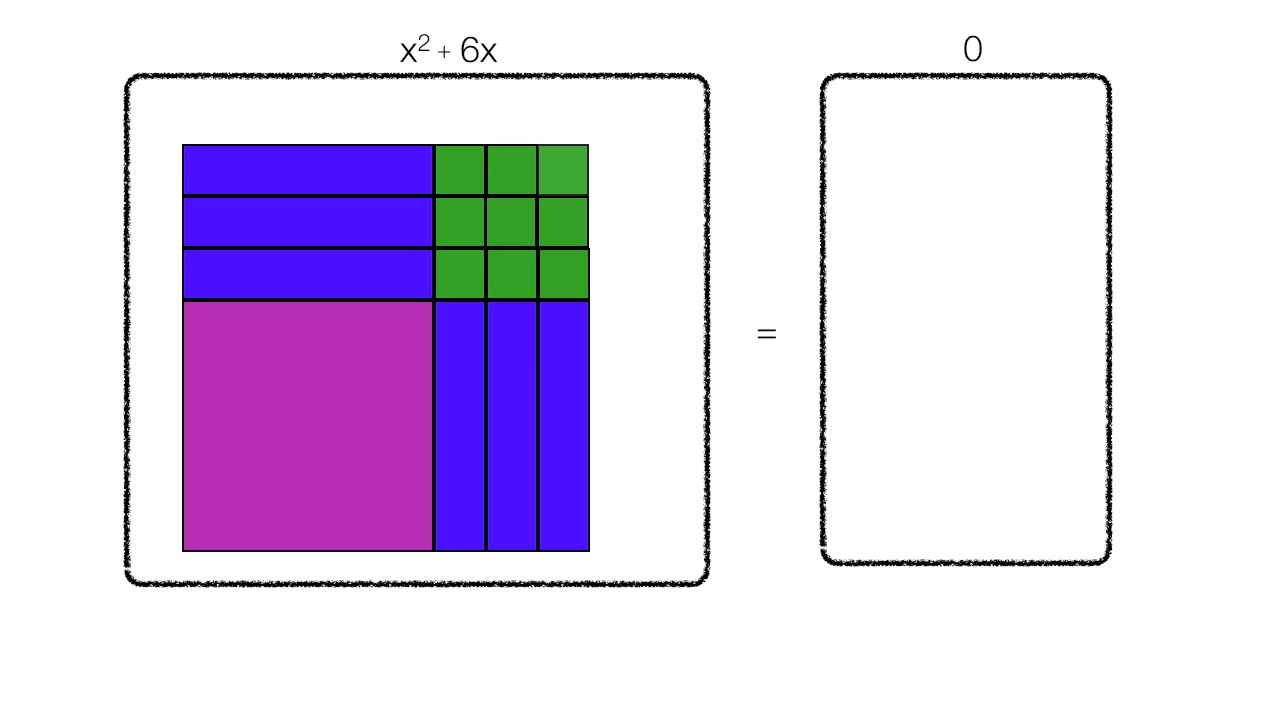 x² + 6x
0
=